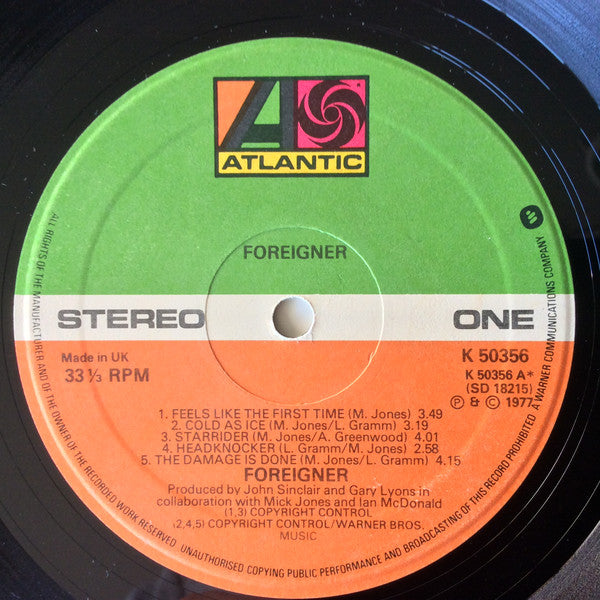 ATLANTIC
FOREIGNER
STEREO
ONE
Made in UK
33⅓ RPM
K 50356
K 50356 A*
(SD 18215)
℗ & © 1977
1. FEELS LIKE THE FIRST TIME (M. Jones) 3.49
2. COLD AS ICE (M. Jones/L. Gramm) 3.19
3. STARRIDER (M. Jones/A. Greenwood) 4.01
4. HEADKNOCKER (L. Gramm/M. Jones) 2.58
5. THE DAMAGE IS DONE (M. Jones/L. Gramm) 4.15
FOREIGNER
Produced by John Sinclair and Gary Lyons in
collaboration with Mick Jones and Ian McDonald
(1,3) COPYRIGHT CONTROL
(2,4,5) COPYRIGHT CONTROL/WARNER BROS.
MUSIC
ALL RIGHTS OF THE MANUFACTURER AND OF THE OWNER OF THE RECORDED WORK RESERVED. UNAUTHORISED COPYING PUBLIC PERFORMANCE AND BROADCASTING OF THIS RECORD PROHIBITED A WARNER COMMUNICATIONS COMPANY